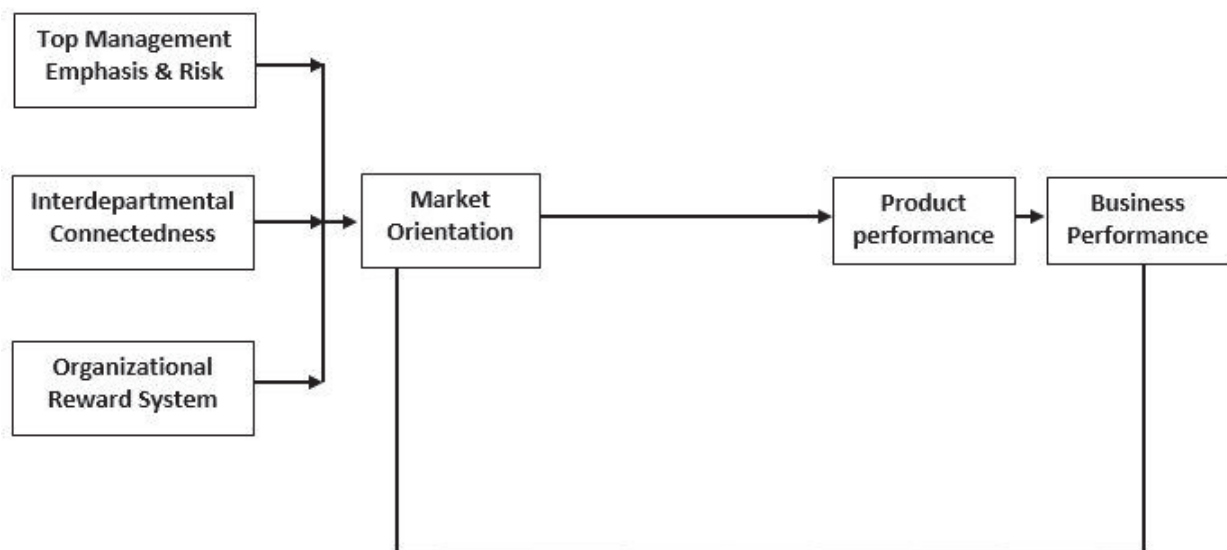 Top Management
Emphasis & Risk
Interdepartmental
Connectedness
Organizational
Reward System
Market
Orientation
Product
performance
Business
Performance